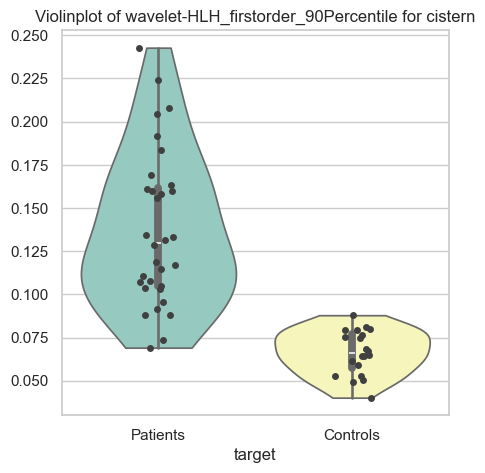 Violinplot of wavelet-HLH_firstorder_90Percentile for cistern
0.250
0.225
0.200
0.175
0.150
0.125
0.100
0.075
0.050
Patients
Controls
target